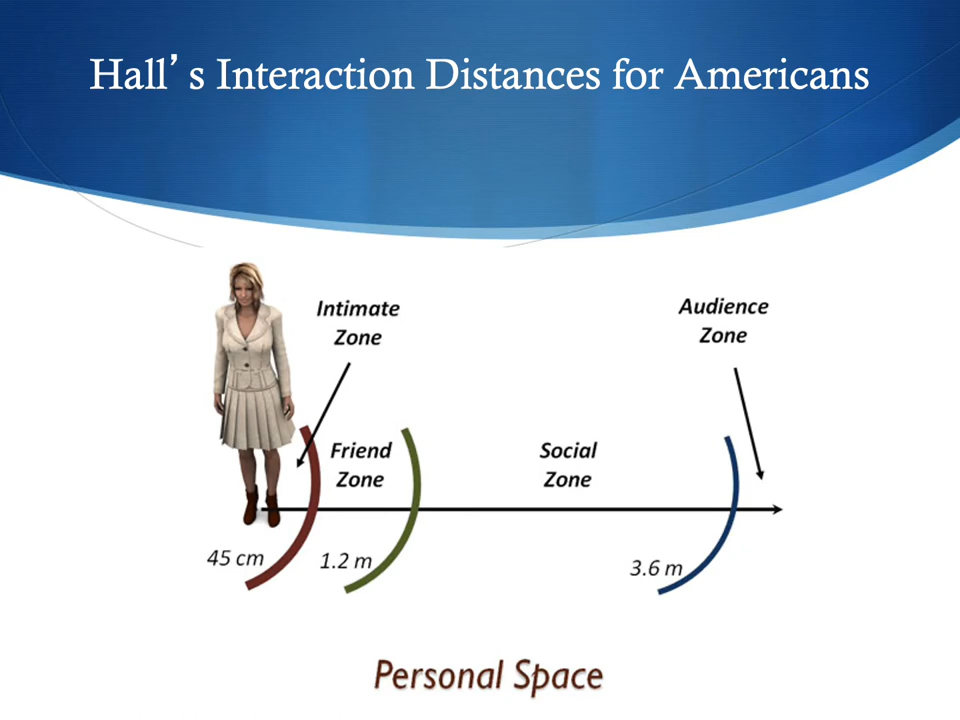 Hall’s Interaction Distances for Americans
Intimate
Zone
Audience
Zone
Friend
Zone
Social
Zone
45 cm
1.2 m
3.6 m
Personal Space